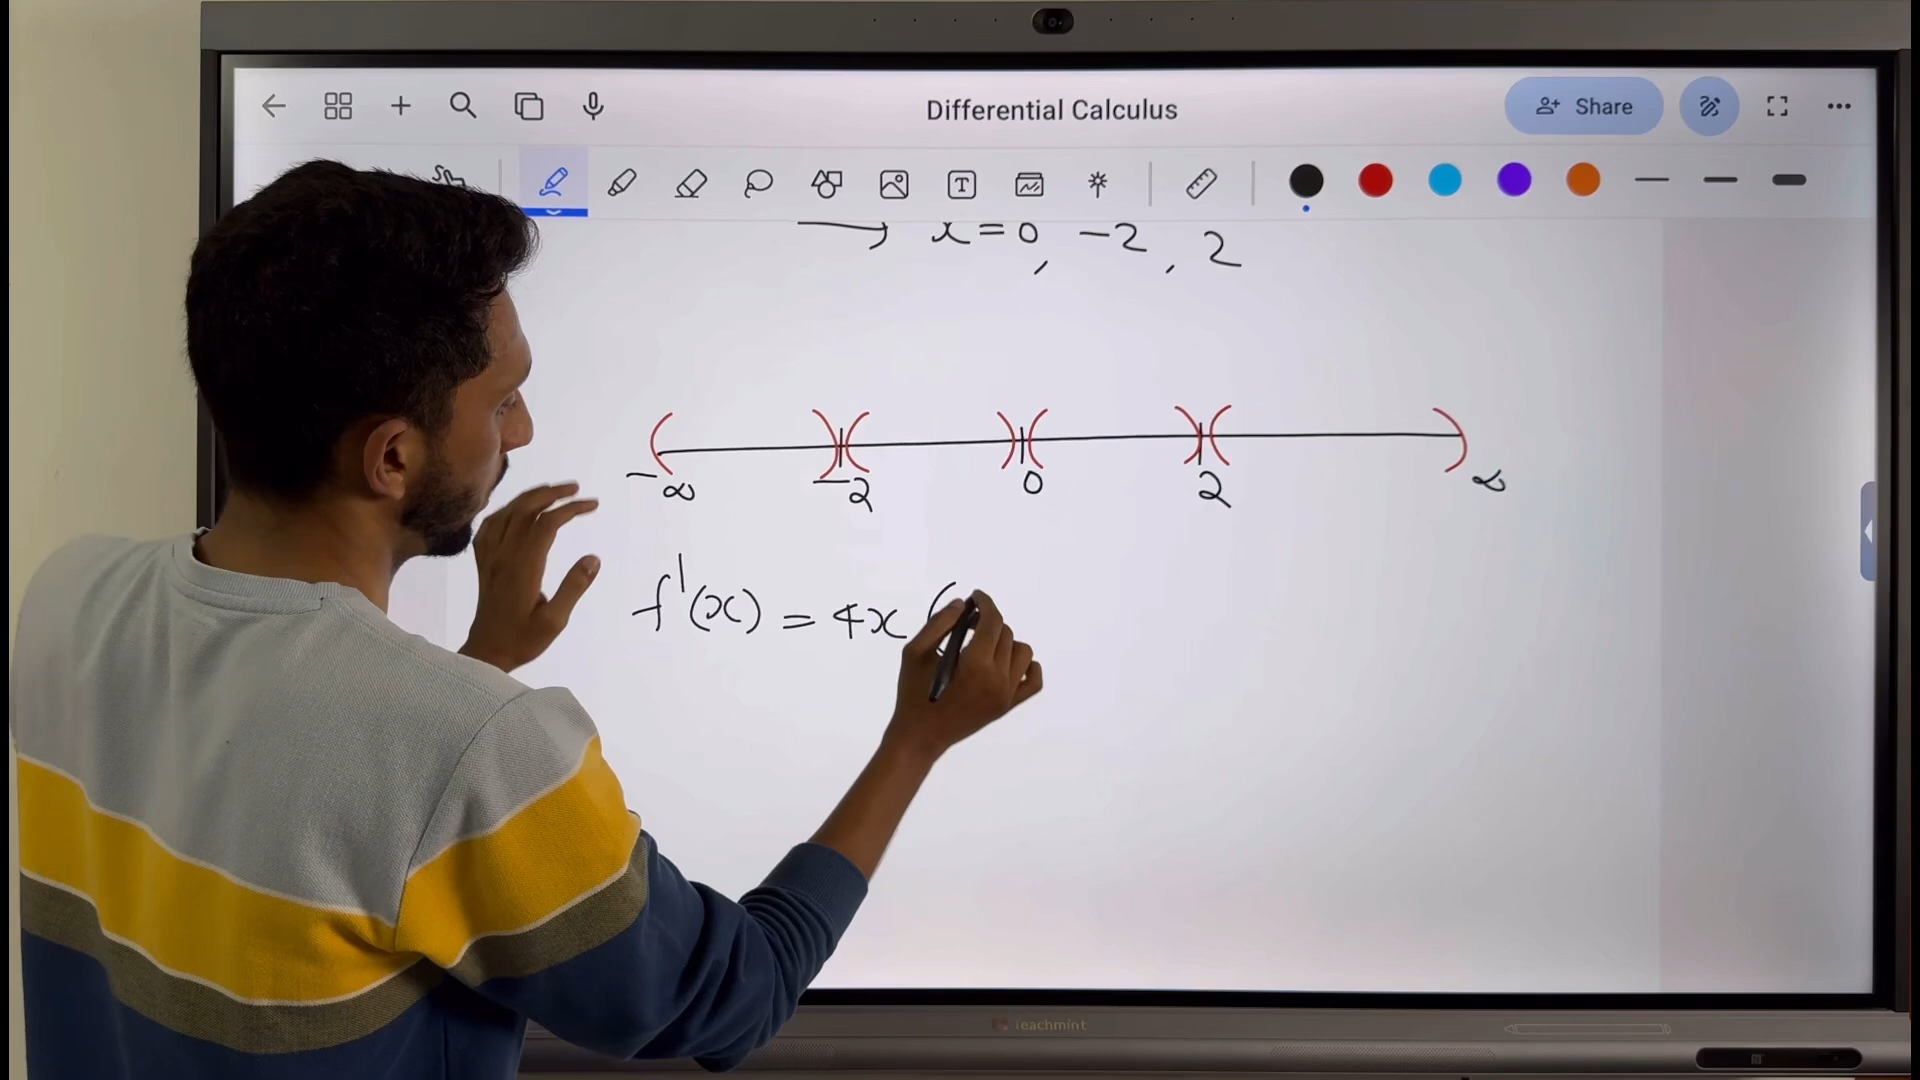 Differential Calculus
Share
→ x = 0, -2, 2
-∞ -2 0 2 ∞
f'(x) = 4x (
Teachmint